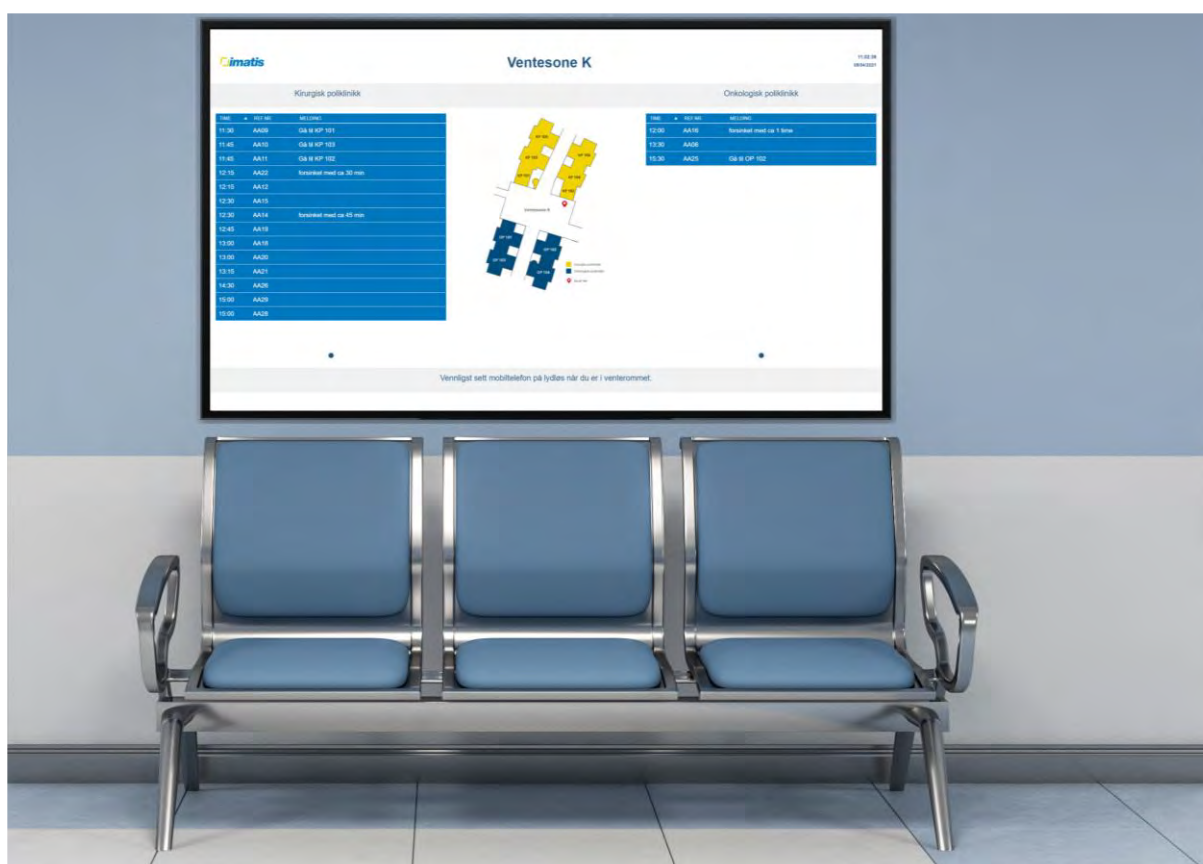 imatis
Ventesone K
Kirurgisk poliklinikk
TIME REF.NR MELDING
11:30 AA09 Gå til KP 101
11:45 AA10 Gå til KP 103
11:45 AA11 Gå til KP 102
12:15 AA22 forsinket med ca 30 min
12:15 AA12
12:30 AA15
12:30 AA14 forsinket med ca 45 min
12:45 AA19
13:00 AA18
13:00 AA20
13:15 AA21
14:30 AA26
15:00 AA29
15:00 AA28
Ventesone K
Onkologisk poliklinikk
TIME REF.NR MELDING
12:00 AA16 forsinket med ca 1 time
13:30 AA06
15:30 AA25 Gå til OP 102
Vennligst sett mobiltelefon på lydløs når du er i venterommet.